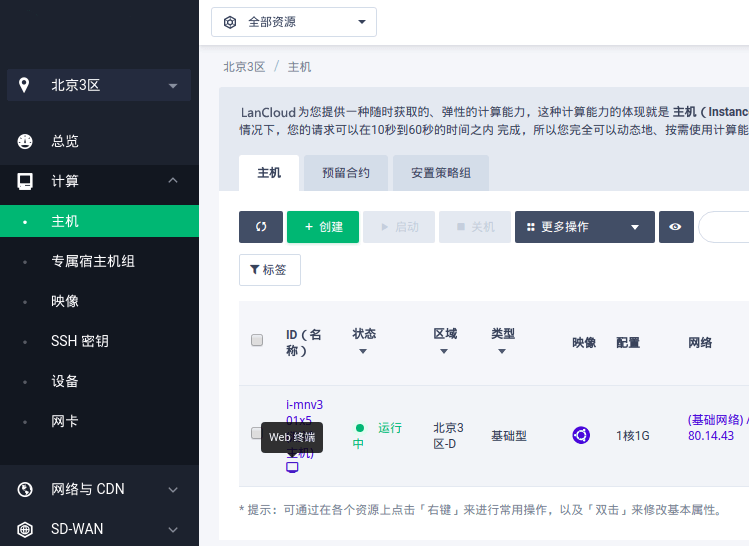 全部资源
北京3区
总览
计算
主机
专属宿主机组
映像
SSH 密钥
设备
网卡
网络与 CDN
SD-WAN
北京3区 / 主机
LanCloud 为您提供一种随时获取的、弹性的计算能力，这种计算能力的体现就是 主机（Instance
情况下，您的请求可以在10秒到60秒的时间之内 完成，所以您完全可以动态地、按需使用计算能
主机 预留合约 安置策略组
+ 创建 启动 关机 更多操作
标签
ID（名称） 状态 区域 类型 映像 配置 网络
i-mnv3
01x5
主机)
Web 终端
运行中
北京3区-D
基础型
1核1G
(基础网络) /
80.14.43
* 提示：可通过在各个资源上点击「右键」来进行常用操作，以及「双击」来修改基本属性。